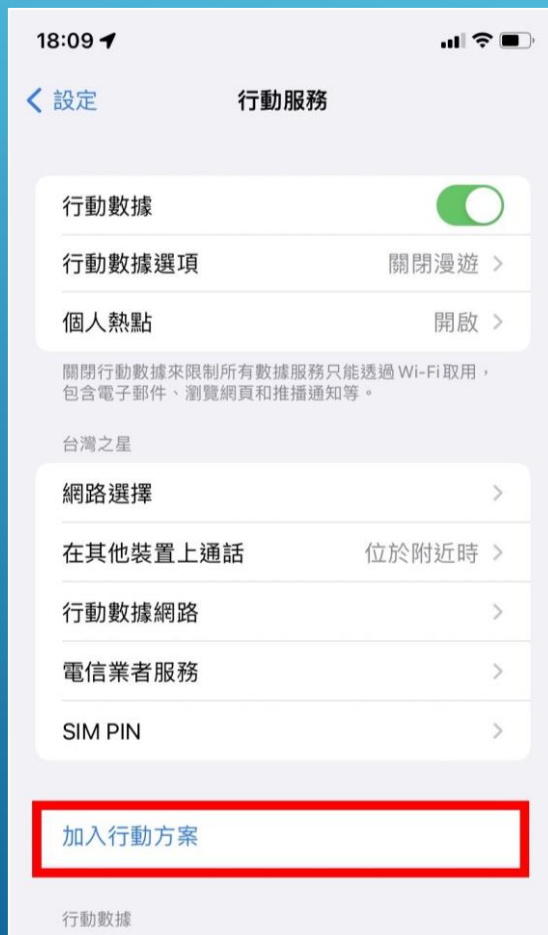 18:09
設定
行動服務
行動數據
行動數據選項 關閉漫遊
個人熱點 開啟
關閉行動數據來限制所有數據服務只能透過 Wi-Fi 取用，
包含電子郵件、瀏覽網頁和推播通知等。
台灣之星
網路選擇
在其他裝置上通話 位於附近時
行動數據網路
電信業者服務
SIM PIN
加入行動方案
行動數據